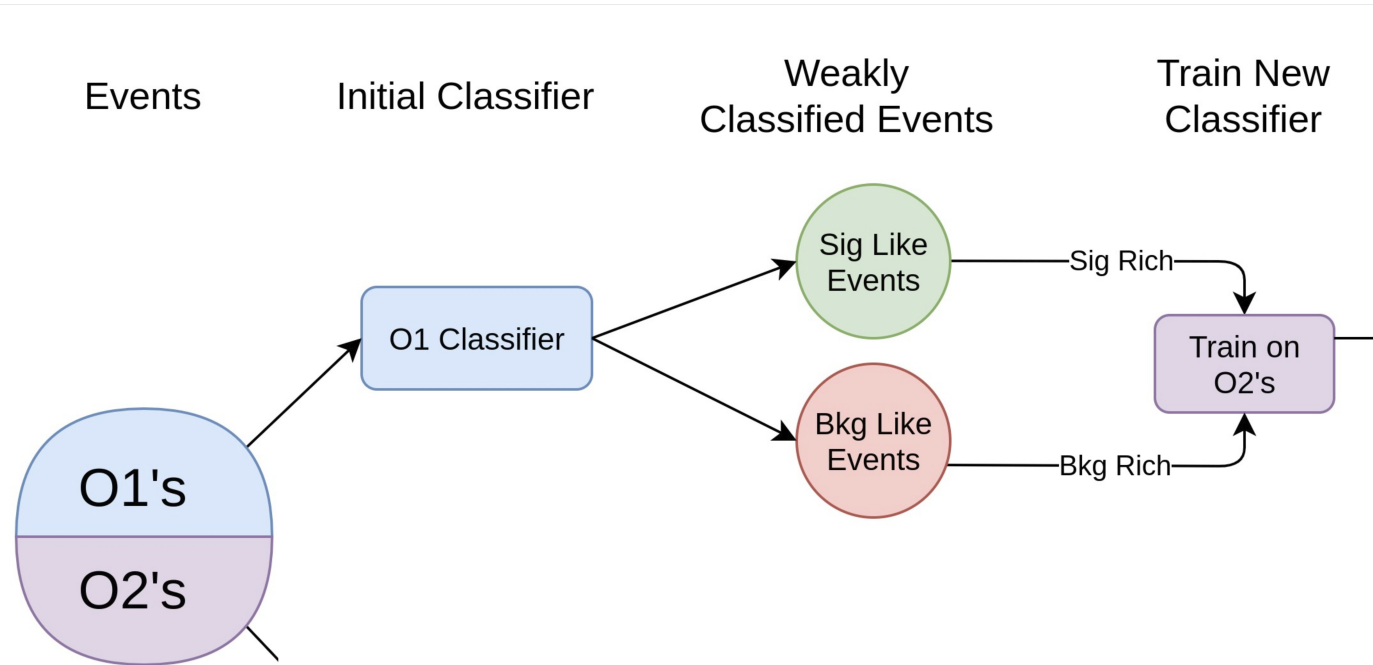 Events
Initial Classifier
Weakly
Classified Events
Train New
Classifier
O1's
O2's
O1 Classifier
Sig Like
Events
Bkg Like
Events
Sig Rich
Bkg Rich
Train on
O2's